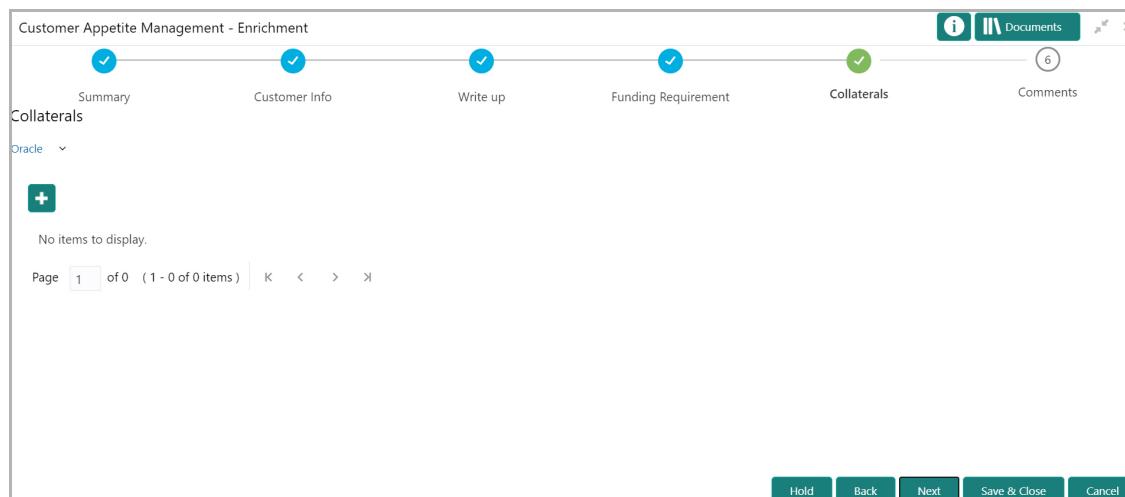 Customer Appetite Management - Enrichment
Documents
6
Summary
Customer Info
Write up
Funding Requirement
Collaterals
Comments
Collaterals
Oracle
No items to display.
Page 1 of 0 ( 1 - 0 of 0 items )
Hold
Back
Next
Save & Close
Cancel